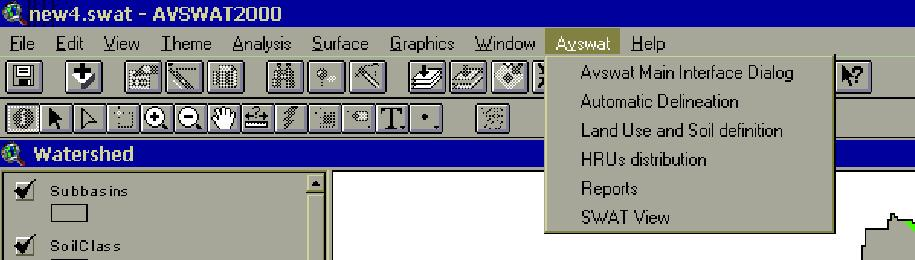 new4.swat - AVSWAT2000
File Edit View Theme Analysis Surface Graphics Window Avswat Help
Avswat Main Interface Dialog
Automatic Delineation
Land Use and Soil definition
HRUs distribution
Reports
SWAT View
Watershed
Subbasins
SoilClass